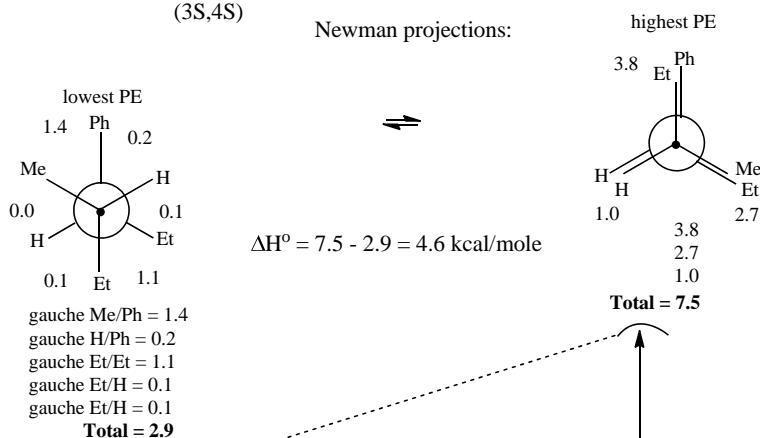 (3S,4S)
Newman projections:
highest PE
3.8
Ph
Et
lowest PE
1.4
Ph
0.2
Me
H
H
H
Me
Et
0.0
0.1
1.0
2.7
H
Et
ΔHº = 7.5 - 2.9 = 4.6 kcal/mole
3.8
2.7
1.0
0.1
Et
1.1
Total = 7.5
gauche Me/Ph = 1.4
gauche H/Ph = 0.2
gauche Et/Et = 1.1
gauche Et/H = 0.1
gauche Et/H = 0.1
Total = 2.9